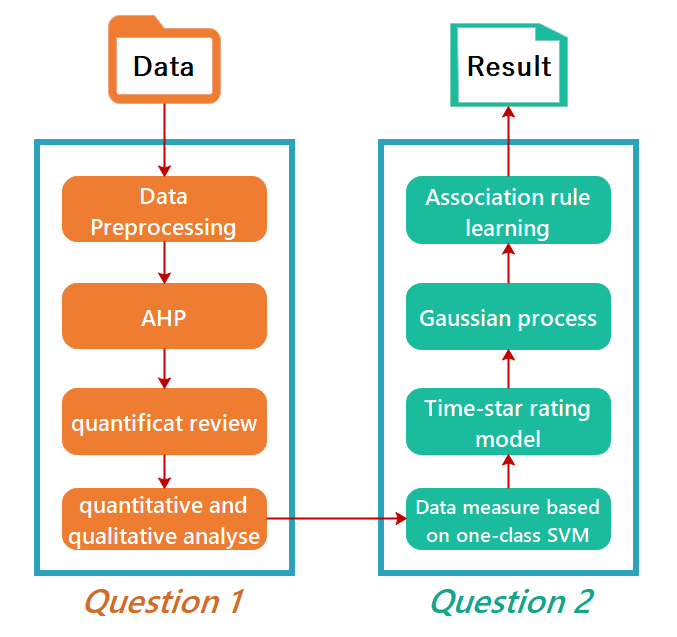 Data
Data
Preprocessing
AHP
quantificat review
quantitative and
qualitative analyse
Question 1
Result
Association rule
learning
Gaussian process
Time-star rating
model
Data measure based
on one-class SVM
Question 2